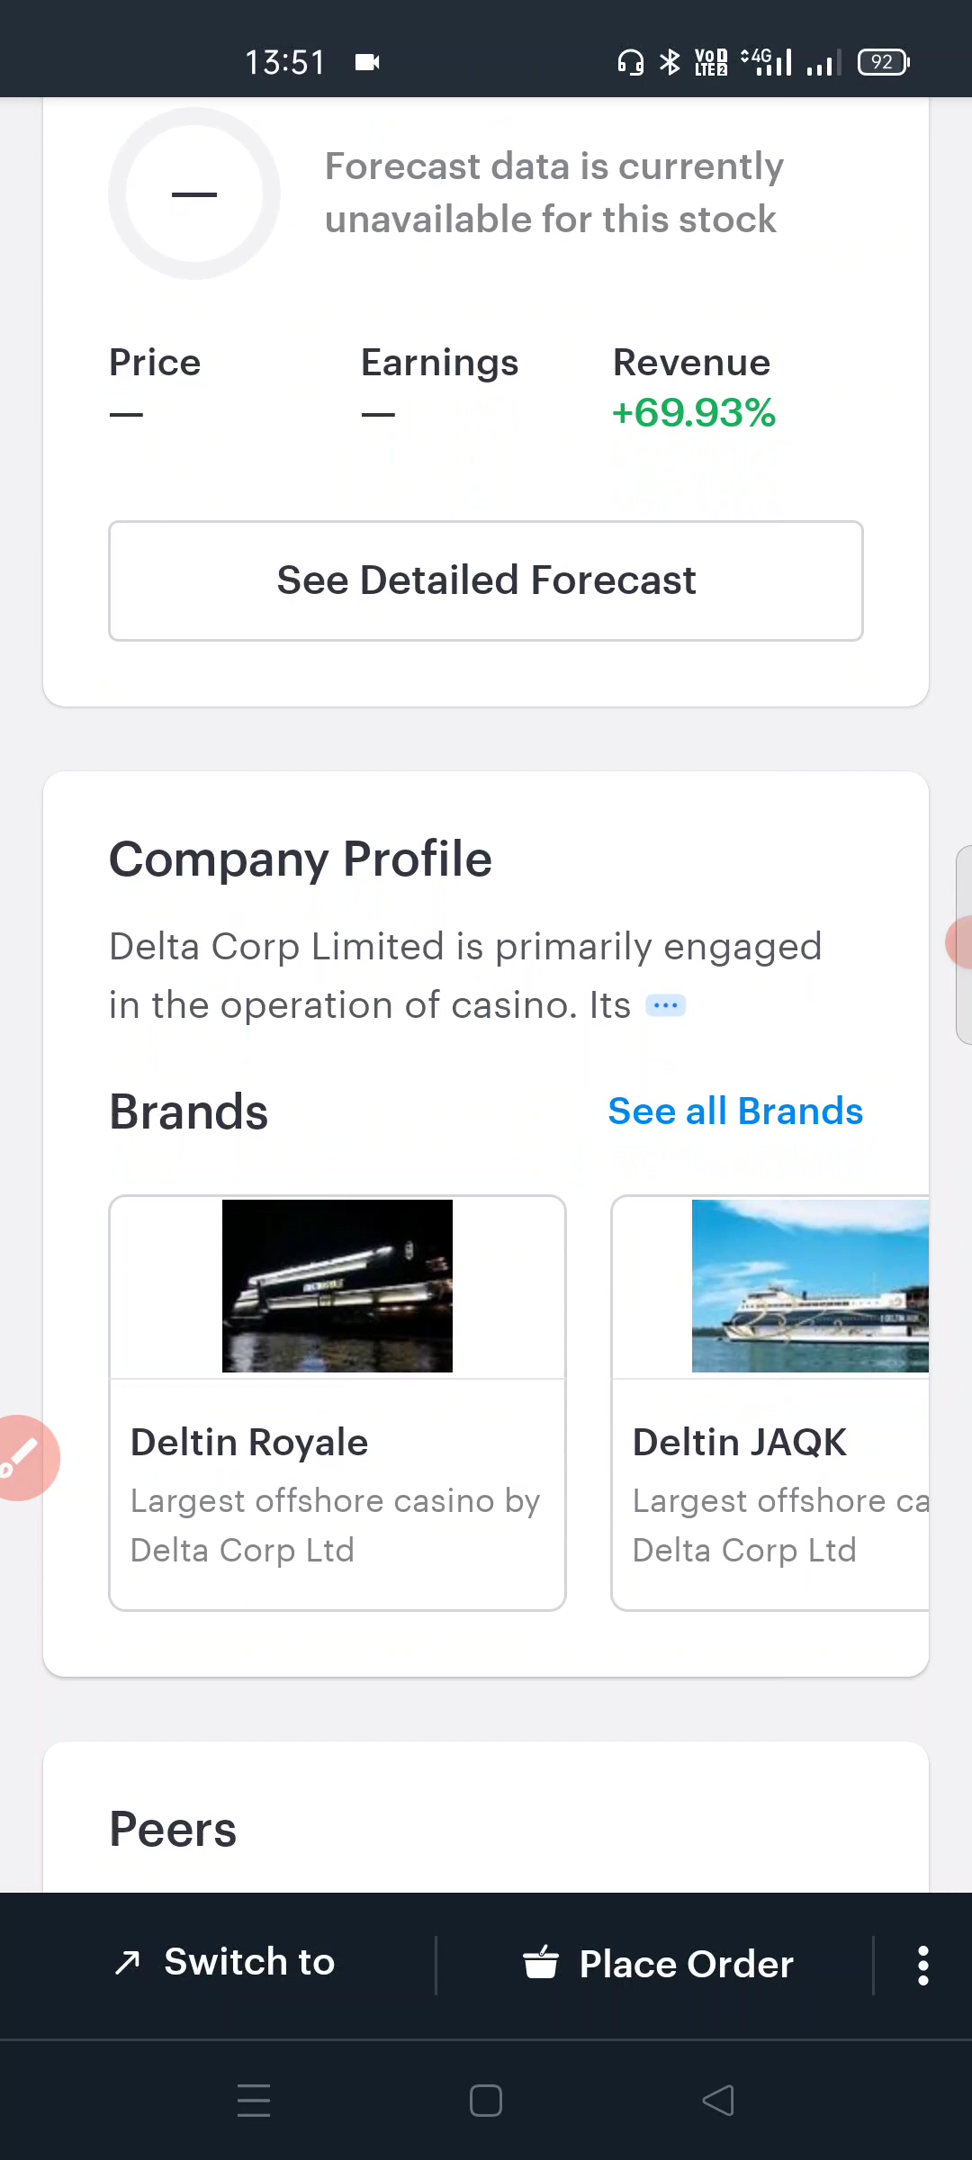 13:51
VoD LTE2 4G 92
Forecast data is currently
unavailable for this stock
Price Earnings Revenue
— — +69.93%
See Detailed Forecast
Company Profile
Delta Corp Limited is primarily engaged
in the operation of casino. Its ...
Brands See all Brands
Deltin Royale
Largest offshore casino by
Delta Corp Ltd
Deltin JAQK
Largest offshore ca
Delta Corp Ltd
Peers
Switch to Place Order